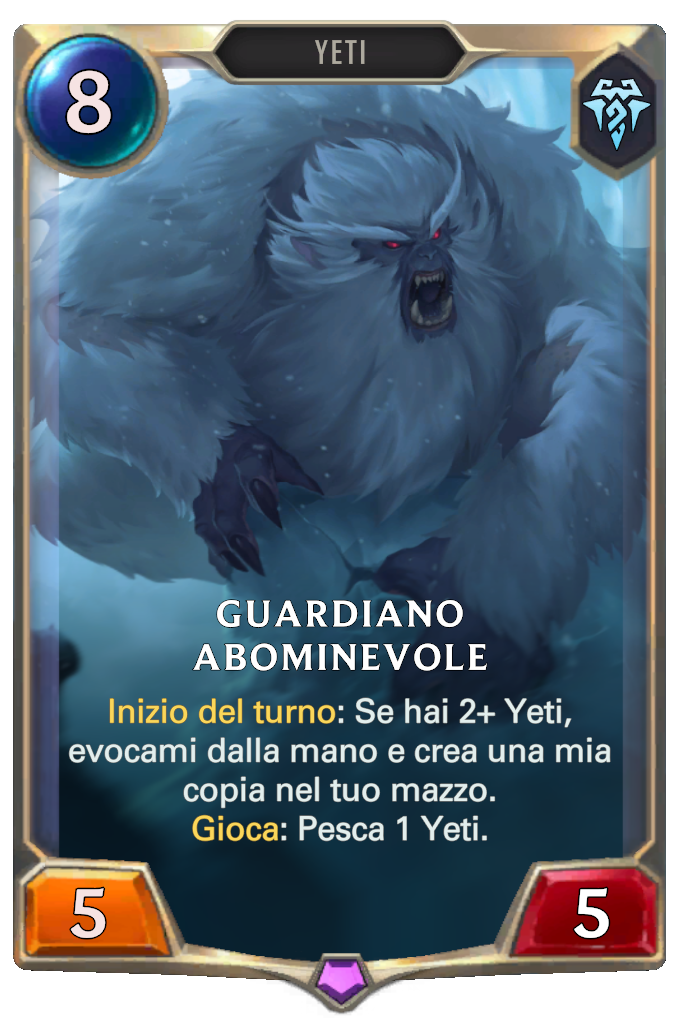 YETI
8
GUARDIANO
ABOMINEVOLE
Inizio del turno: Se hai 2+ Yeti,
evocami dalla mano e crea una mia
copia nel tuo mazzo.
Gioca: Pesca 1 Yeti.
5
5